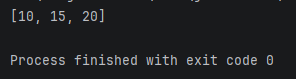 [10, 15, 20]
Process finished with exit code 0